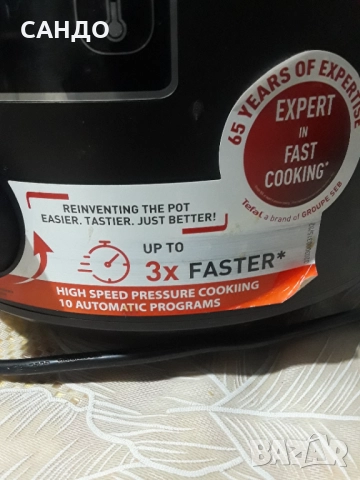 САНДО
65 YEARS OF EXPERTISE
EXPERT
IN
FAST
COOKING*
Tefal a brand of GROUPE SEB
REINVENTING THE POT
EASIER. TASTIER. JUST BETTER!
UP TO
3x FASTER*
HIGH SPEED PRESSURE COOKING
10 AUTOMATIC PROGRAMS
BAZAR